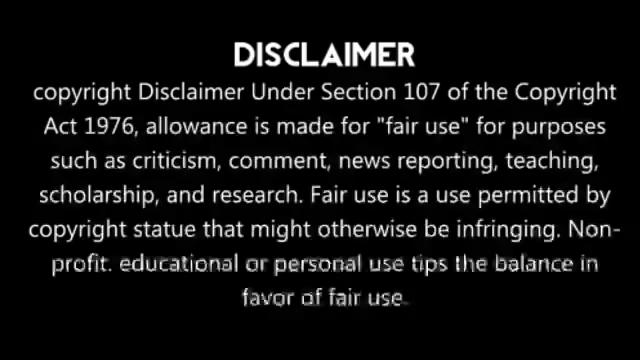 DISCLAIMER
copyright Disclaimer Under Section 107 of the Copyright
Act 1976, allowance is made for "fair use" for purposes
such as criticism, comment, news reporting, teaching,
scholarship, and research. Fair use is a use permitted by
copyright statue that might otherwise be infringing. Non-
profit. educational or personal use tips the balance in
favor of fair use.